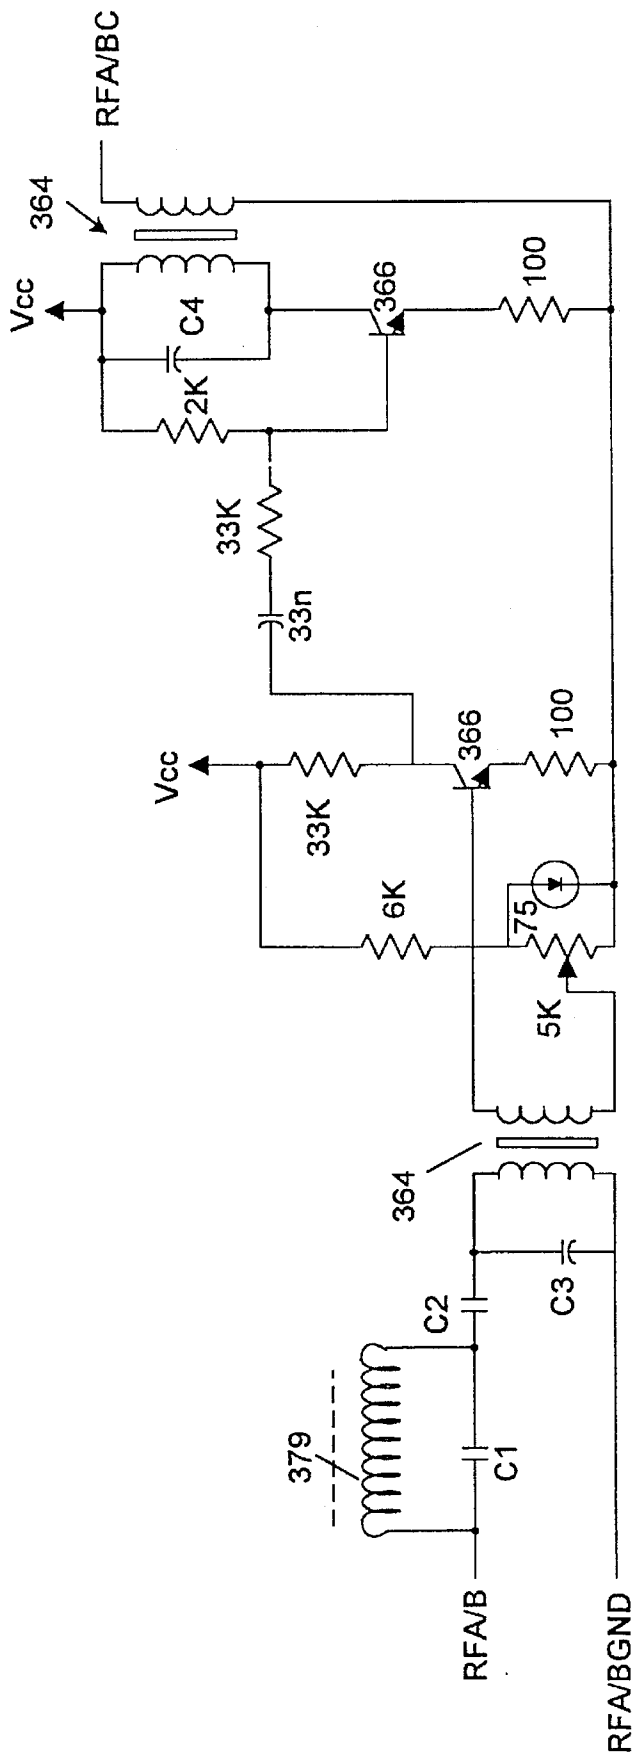 RFA/BC
364
Vcc
C4
2K
366
100
33K
33n
Vcc
33K
366
100
6K
75
5K
364
C2
C3
379
C1
RFA/B
RFA/BGND